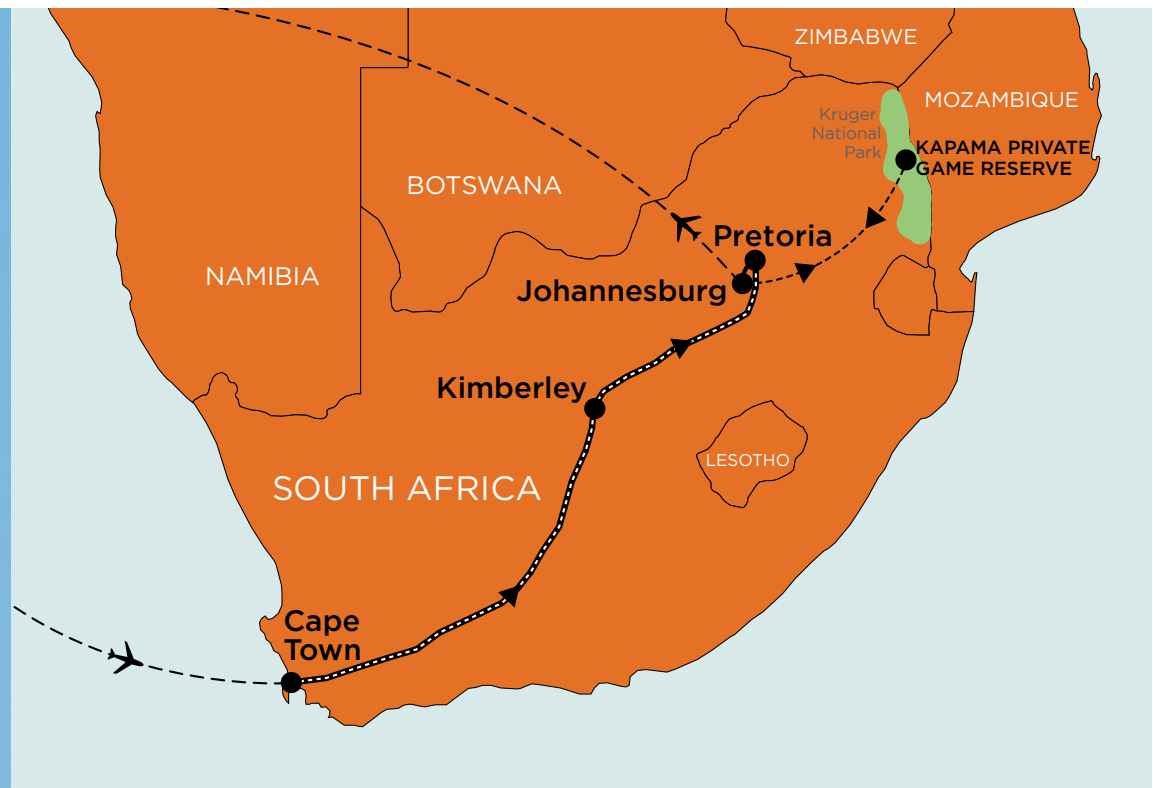 ZIMBABWE
MOZAMBIQUE
Kruger
National
Park
KAPAMA PRIVATE
GAME RESERVE
BOTSWANA
Pretoria
NAMIBIA
Johannesburg
Kimberley
LESOTHO
SOUTH AFRICA
Cape
Town